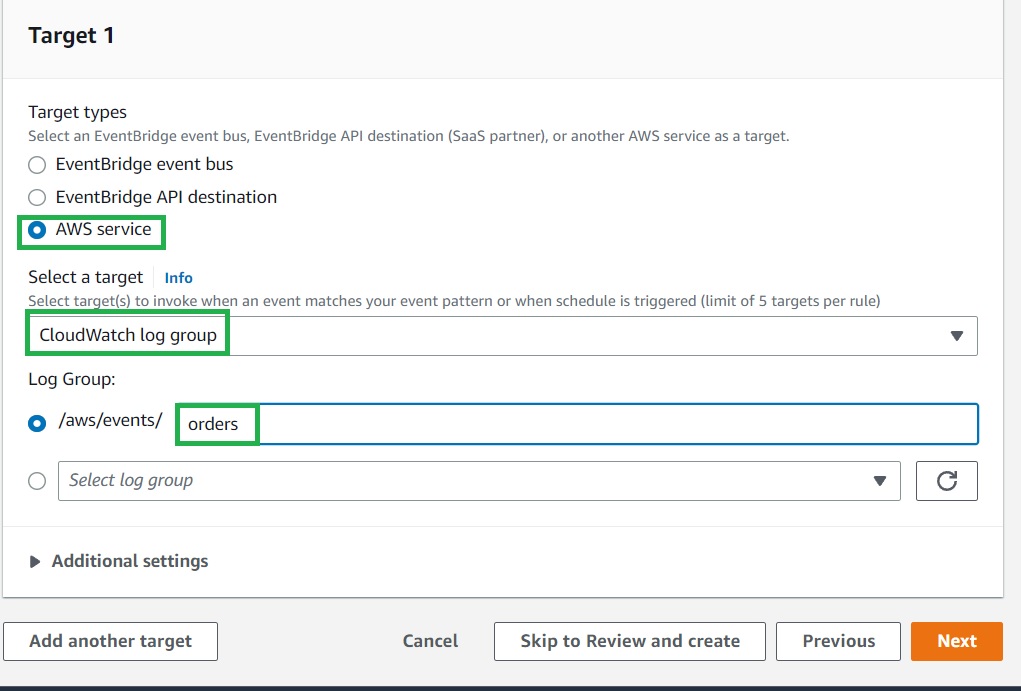 Target 1
Target types
Select an EventBridge event bus, EventBridge API destination (SaaS partner), or another AWS service as a target.
EventBridge event bus
EventBridge API destination
AWS service
Select a target Info
Select target(s) to invoke when an event matches your event pattern or when schedule is triggered (limit of 5 targets per rule)
CloudWatch log group
Log Group:
/aws/events/ orders
Select log group
Additional settings
Add another target Cancel Skip to Review and create Previous Next